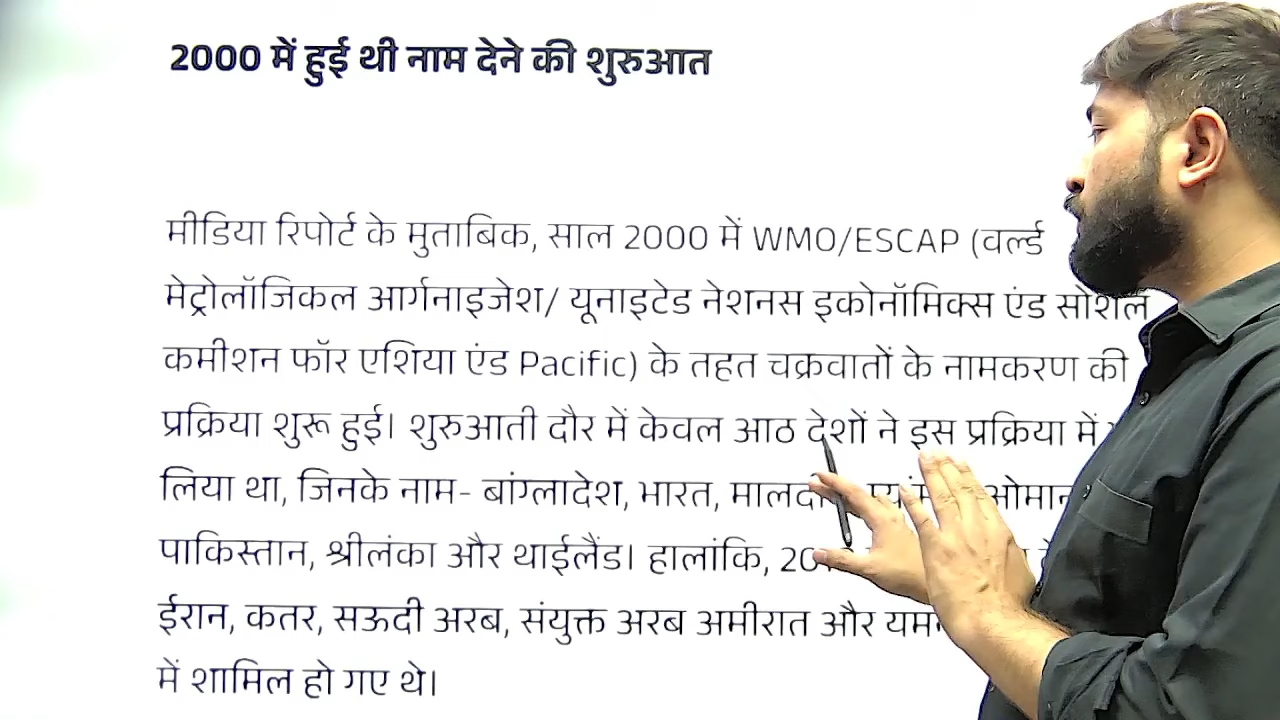 2000 में हुई थी नाम देने की शुरुआत
मीडिया रिपोर्ट के मुताबिक, साल 2000 में WMO/ESCAP (वर्ल्ड
मेट्रोलॉजिकल आर्गनाइजेश/ यूनाइटेड नेशनस इकोनॉमिक्स एंड सोशल
कमीशन फॉर एशिया एंड Pacific) के तहत चक्रवातों के नामकरण की
प्रक्रिया शुरू हुई। शुरुआती दौर में केवल आठ देशों ने इस प्रक्रिया में
लिया था, जिनके नाम- बांग्लादेश, भारत, ओमान
पाकिस्तान, श्रीलंका और थाईलैंड। हालांकि,
ईरान, कतर, सऊदी अरब, संयुक्त अरब अमीरात और
में शामिल हो गए थे।